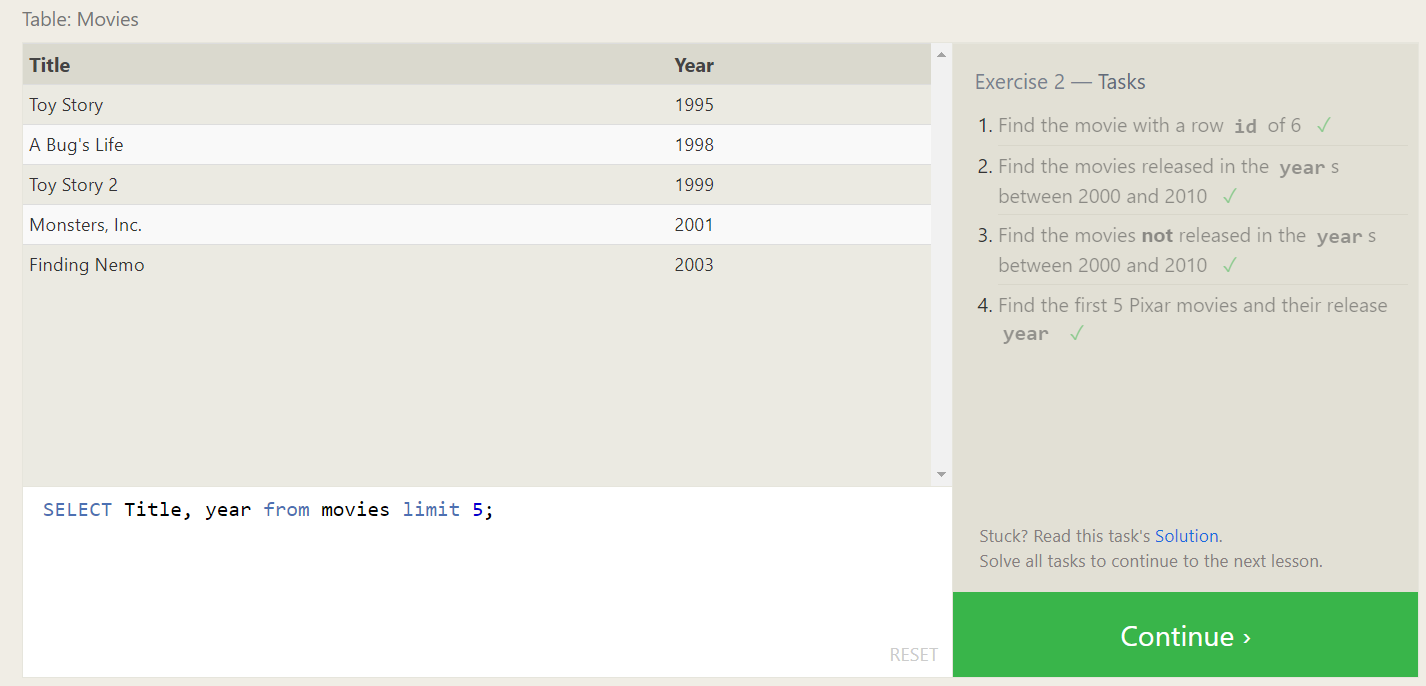 Table: Movies
Title Year
Toy Story 1995
A Bug's Life 1998
Toy Story 2 1999
Monsters, Inc. 2001
Finding Nemo 2003
SELECT Title, year from movies limit 5;
RESET
Exercise 2 — Tasks
1. Find the movie with a row id of 6 ✓
2. Find the movies released in the year s
between 2000 and 2010 ✓
3. Find the movies not released in the year s
between 2000 and 2010 ✓
4. Find the first 5 Pixar movies and their release
year ✓
Stuck? Read this task's Solution.
Solve all tasks to continue to the next lesson.
Continue ›